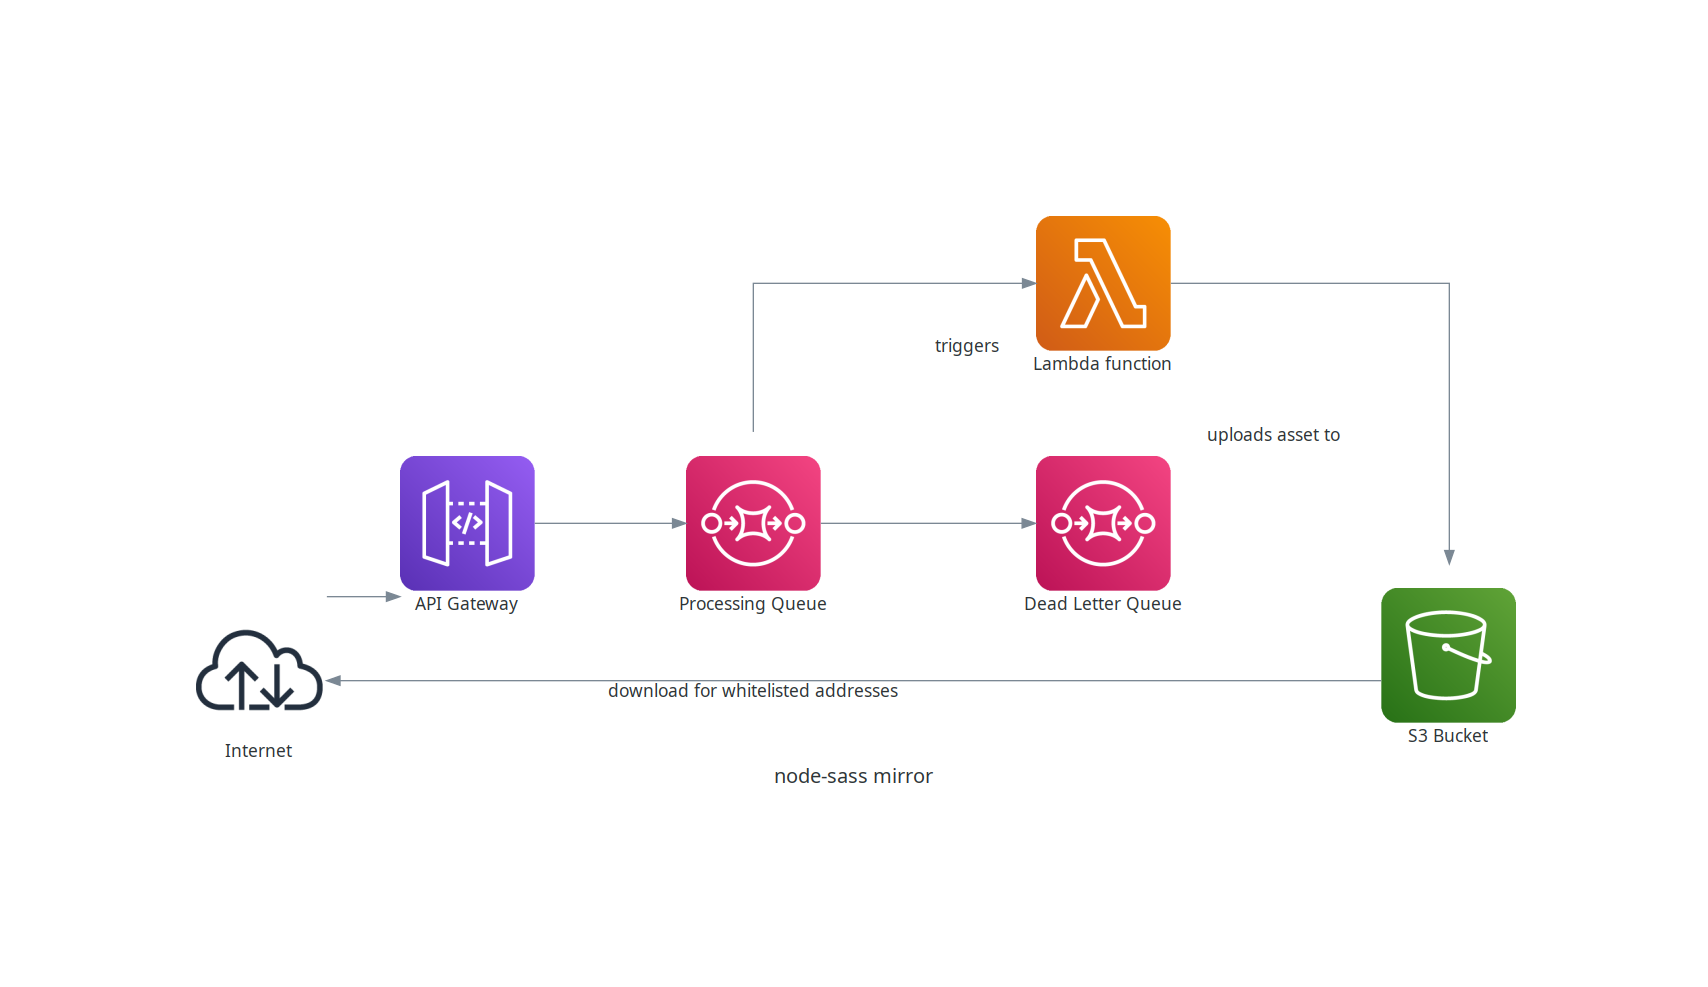 triggers
Lambda function
uploads asset to
API Gateway
Processing Queue
Dead Letter Queue
download for whitelisted addresses
S3 Bucket
Internet
node-sass mirror